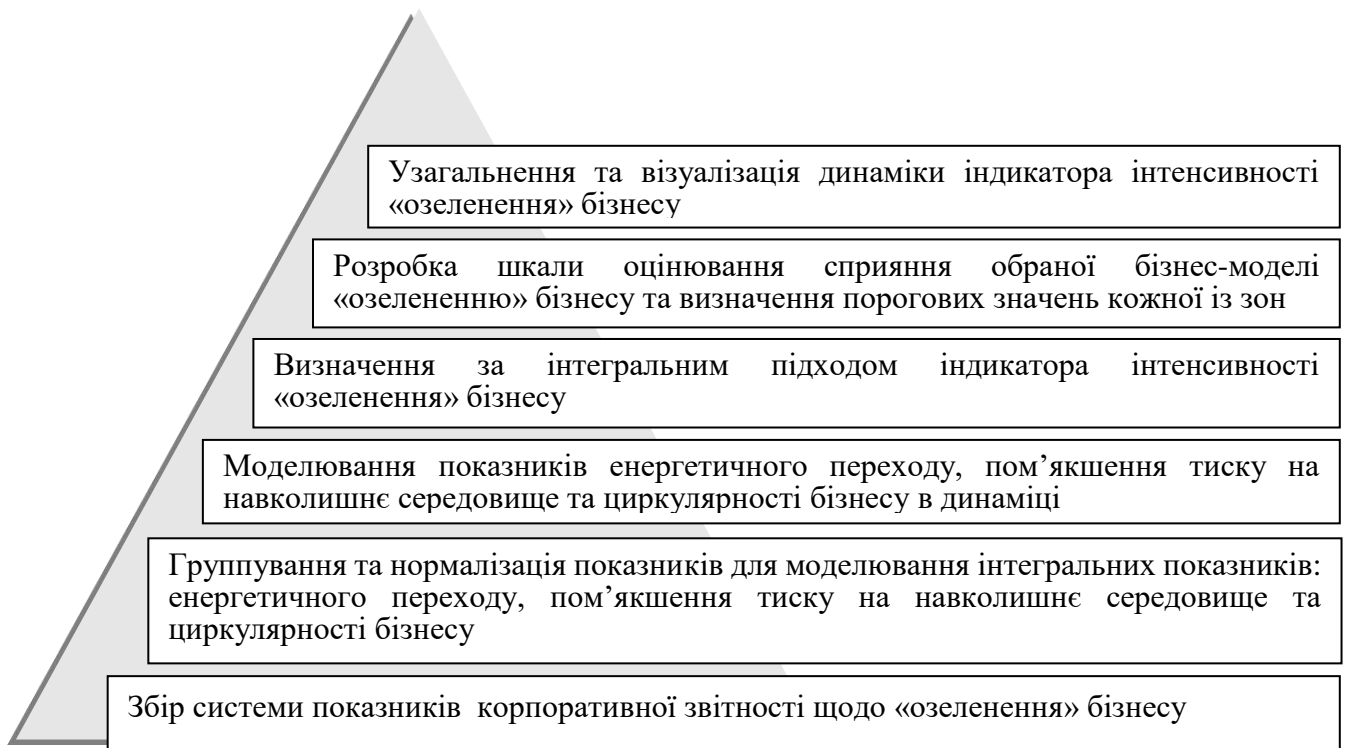 Узагальнення та візуалізація динаміки індикатора інтенсивності
«озеленення» бізнесу
Розробка шкали оцінювання сприяння обраної бізнес-моделі
«озелененню» бізнесу та визначення порогових значень кожної із зон
Визначення за інтегральним підходом індикатора інтенсивності
«озеленення» бізнесу
Моделювання показників енергетичного переходу, пом’якшення тиску на
навколишнє середовище та циркулярності бізнесу в динаміці
Группування та нормалізація показників для моделювання інтегральних показників:
енергетичного переходу, пом’якшення тиску на навколишнє середовище та
циркулярності бізнесу
Збір системи показників корпоративної звітності щодо «озеленення» бізнесу